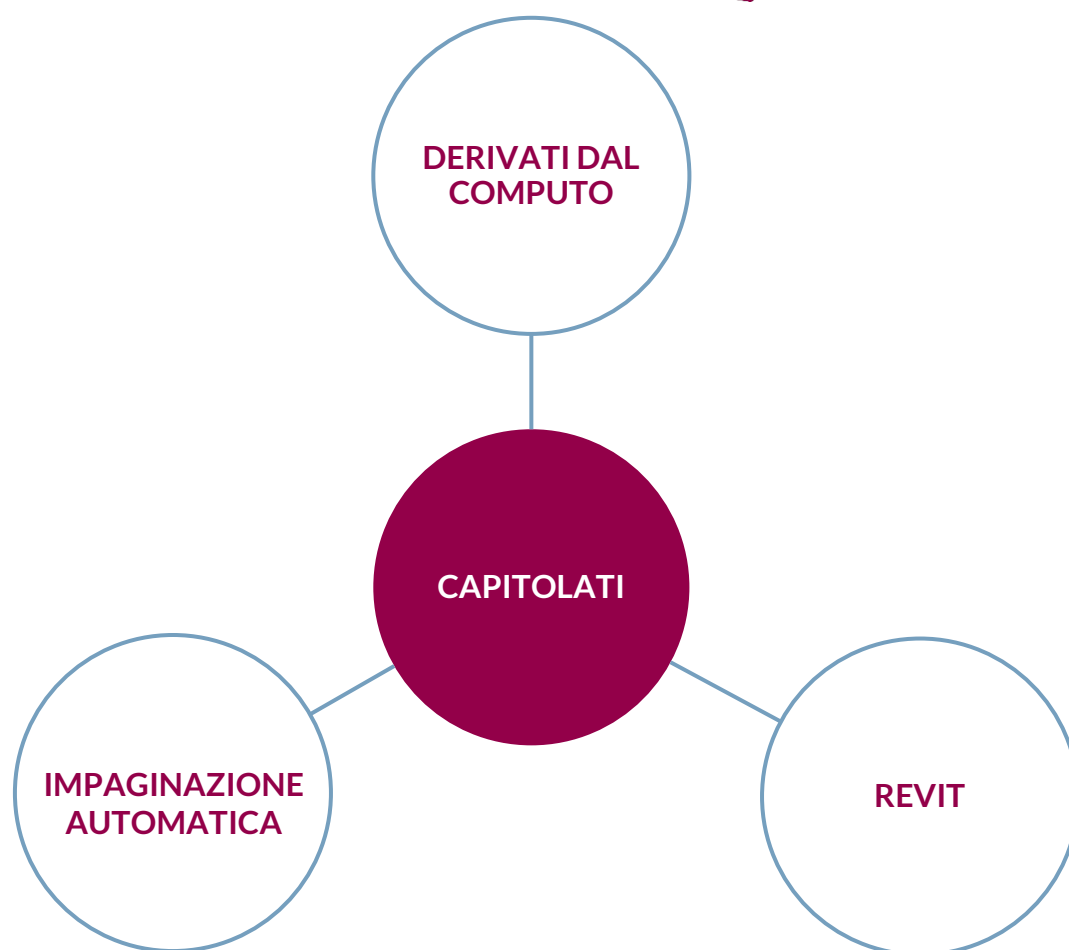 DERIVATI DAL
COMPUTO
CAPITOLATI
IMPAGINAZIONE
AUTOMATICA
REVIT